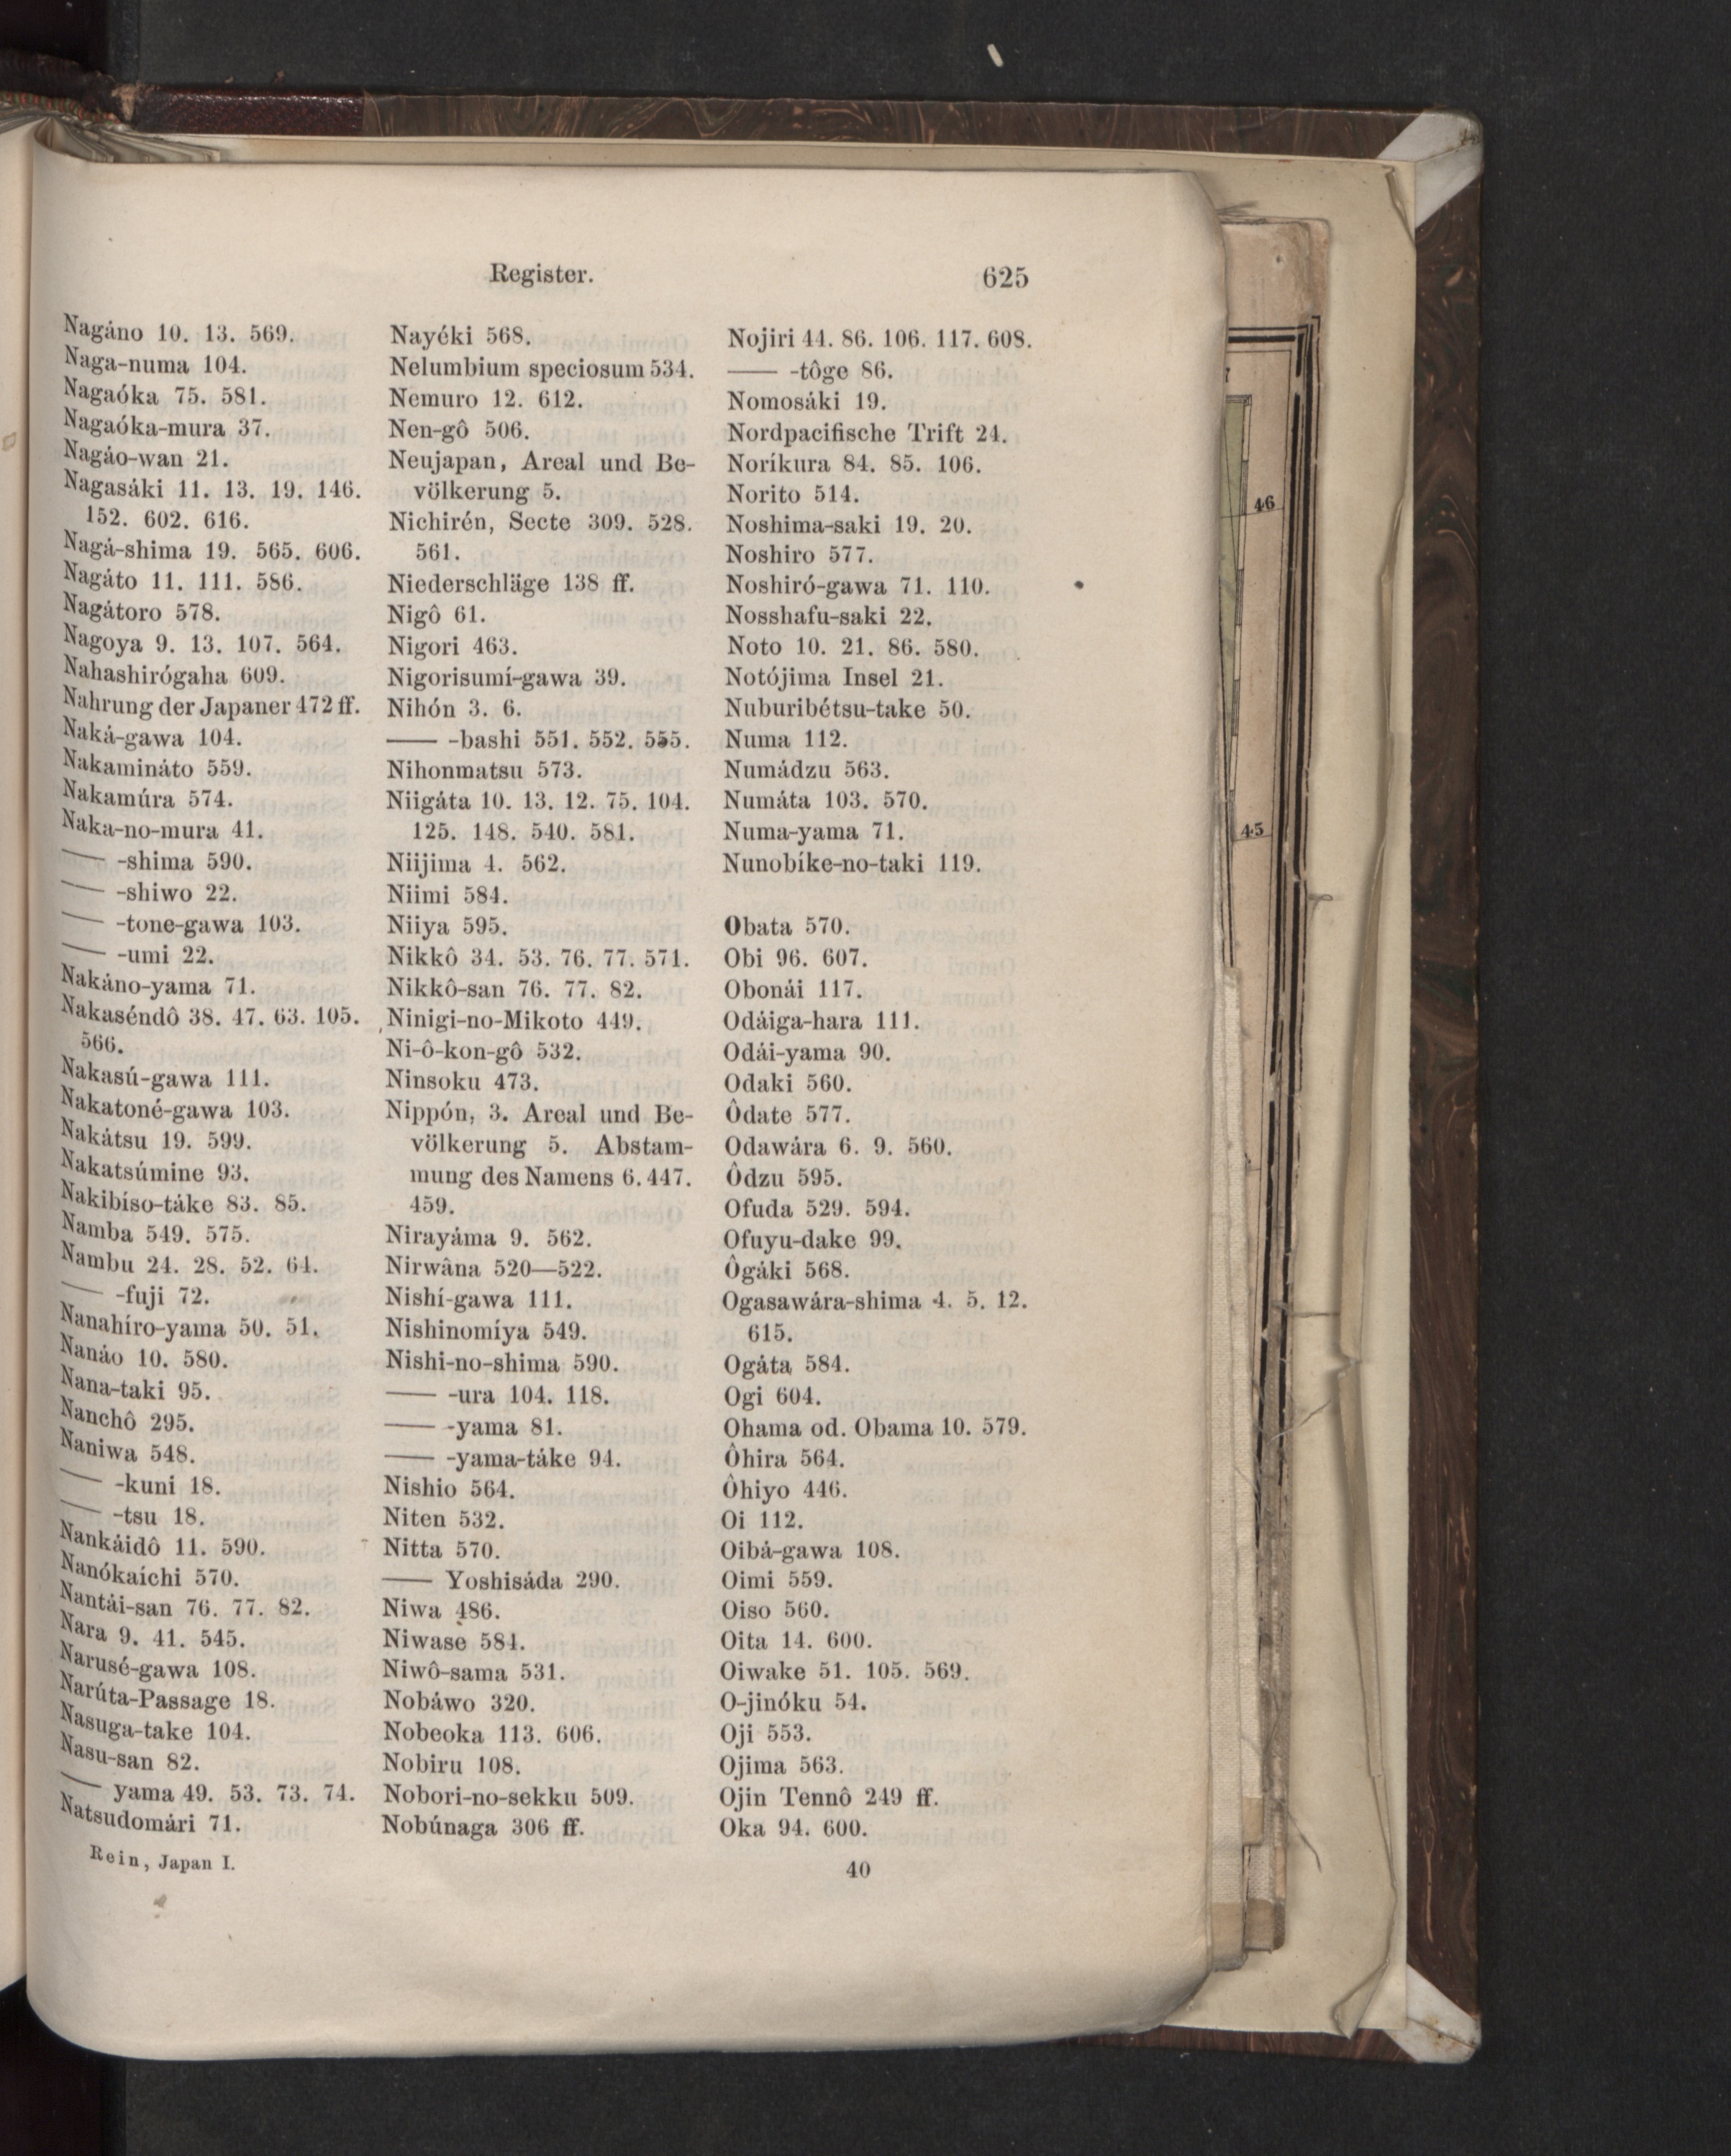 Register.
625
Nagáno 10. 13. 569.
Naga-numa 104.
Nagaóka 75. 581.
Nagaóka-mura 37.
Nagáo-wan 21.
Nagasáki 11. 13. 19. 146.
152. 602. 616.
Nagá-shima 19. 565. 606.
Nagáto 11. 111. 586.
Nagátoro 578.
Nagoya 9. 13. 107. 564.
Nahashirógaha 609.
Nahrung der Japaner 472 ff.
Naká-gawa 104.
Nakamináto 559.
Nakamúra 574.
Naka-no-mura 41.
—— -shima 590.
—— -shiwo 22.
—— -tone-gawa 103.
—— -umi 22.
Nakáno-yama 71.
Nakaséndô 38. 47. 63. 105.
566.
Nakasú-gawa 111.
Nakatoné-gawa 103.
Nakátsu 19. 599.
Nakatsúmine 93.
Nakibíso-táke 83. 85.
Namba 549. 575.
Nambu 24. 28. 52. 64.
—— -fuji 72.
Nanahíro-yama 50. 51.
Nanáo 10. 580.
Nana-taki 95.
Nanchô 295.
Naniwa 548.
—— -kuni 18.
—— -tsu 18.
Nankáidô 11. 590.
Nanókaíchi 570.
Nantái-san 76. 77. 82.
Nara 9. 41. 545.
Narusé-gawa 108.
Narúta-Passage 18.
Nasuga-take 104.
Nasu-san 82.
—— yama 49. 53. 73. 74.
Natsudomári 71.
Nayéki 568.
Nelumbium speciosum 534.
Nemuro 12. 612.
Nen-gô 506.
Neujapan, Areal und Be-
völkerung 5.
Nichirén, Secte 309. 528.
561.
Niederschläge 138 ff.
Nigô 61.
Nigori 463.
Nigorisumí-gawa 39.
Nihón 3. 6.
—— -bashi 551. 552. 555.
Nihonmatsu 573.
Niigáta 10. 13. 12. 75. 104.
125. 148. 540. 581.
Niijima 4. 562.
Niimi 584.
Niiya 595.
Nikkô 34. 53. 76. 77. 571.
Nikkô-san 76. 77. 82.
Ninigi-no-Mikoto 449.
Ni-ô-kon-gô 532.
Ninsoku 473.
Nippón, 3. Areal und Be-
völkerung 5. Abstam-
mung des Namens 6. 447.
459.
Nirayáma 9. 562.
Nirwâna 520—522.
Nishí-gawa 111.
Nishinomíya 549.
Nishi-no-shima 590.
—— -ura 104. 118.
—— -yama 81.
—— -yama-táke 94.
Nishio 564.
Niten 532.
Nitta 570.
—— Yoshisáda 290.
Niwa 486.
Niwase 584.
Niwô-sama 531.
Nobáwo 320.
Nobeoka 113. 606.
Nobiru 108.
Nobori-no-sekku 509.
Nobúnaga 306 ff.
Nojiri 44. 86. 106. 117. 608.
—— -tôge 86.
Nomosáki 19.
Nordpacifische Trift 24.
Noríkura 84. 85. 106.
Norito 514.
Noshima-saki 19. 20.
Noshiro 577.
Noshiró-gawa 71. 110.
Nosshafu-saki 22.
Noto 10. 21. 86. 580.
Notójima Insel 21.
Nuburibétsu-take 50.
Numa 112.
Numádzu 563.
Numáta 103. 570.
Numa-yama 71.
Nunobíke-no-taki 119.
Obata 570.
Obi 96. 607.
Obonái 117.
Odáiga-hara 111.
Odái-yama 90.
Odaki 560.
Ôdate 577.
Odawára 6. 9. 560.
Ôdzu 595.
Ofuda 529. 594.
Ofuyu-dake 99.
Ôgáki 568.
Ogasawára-shima 4. 5. 12.
615.
Ogáta 584.
Ogi 604.
Ohama od. Obama 10. 579.
Ôhira 564.
Ôhiyo 446.
Oi 112.
Oibá-gawa 108.
Oimi 559.
Oiso 560.
Oita 14. 600.
Oiwake 51. 105. 569.
O-jinóku 54.
Oji 553.
Ojima 563.
Ojin Tennô 249 ff.
Oka 94. 600.
Rein, Japan I.
40
46
45